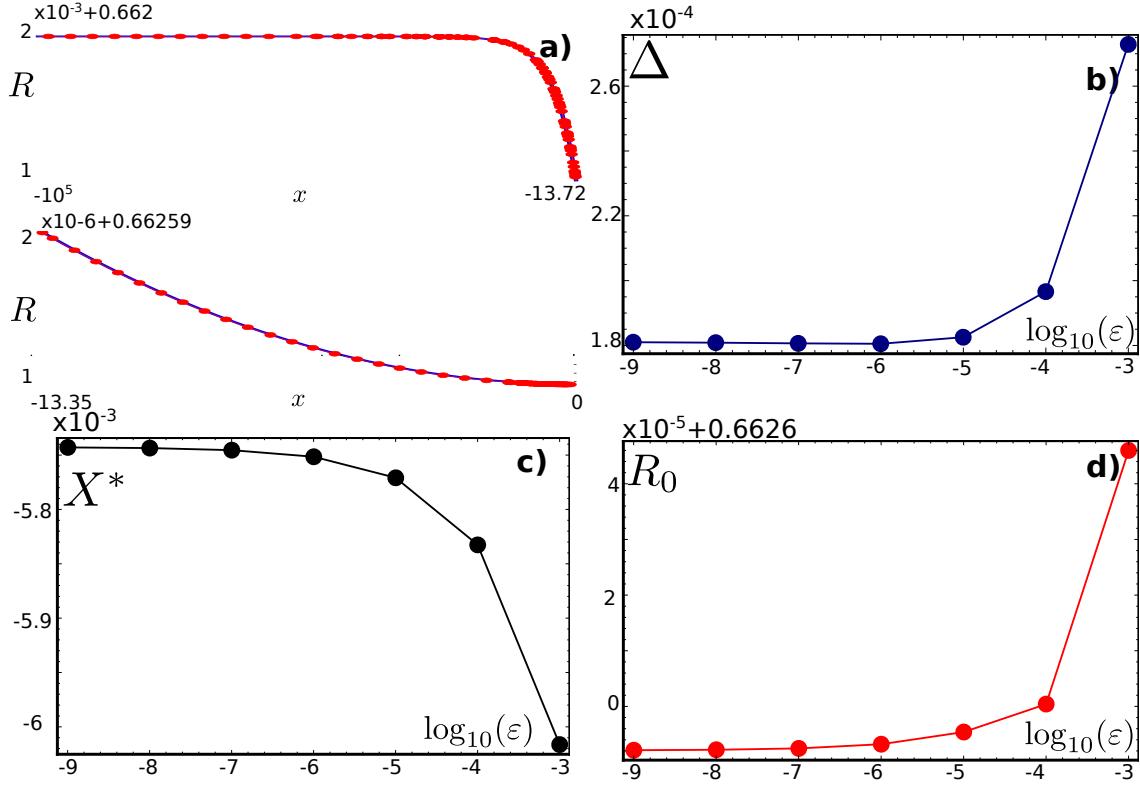 x10⁻³+0.662
2
a)
R
1
-10⁵
x
-13.72
x10-6+0.66259
2
R
1
-13.35
x
0
x10⁻⁴
Δ
b)
2.6
2.2
1.8
log₁₀(ε)
-9 -8 -7 -6 -5 -4 -3
x10⁻³
c)
X*
-5.8
-5.9
-6
log₁₀(ε)
-9 -8 -7 -6 -5 -4 -3
x10⁻⁵+0.6626
R₀
d)
4
2
0
log₁₀(ε)
-9 -8 -7 -6 -5 -4 -3